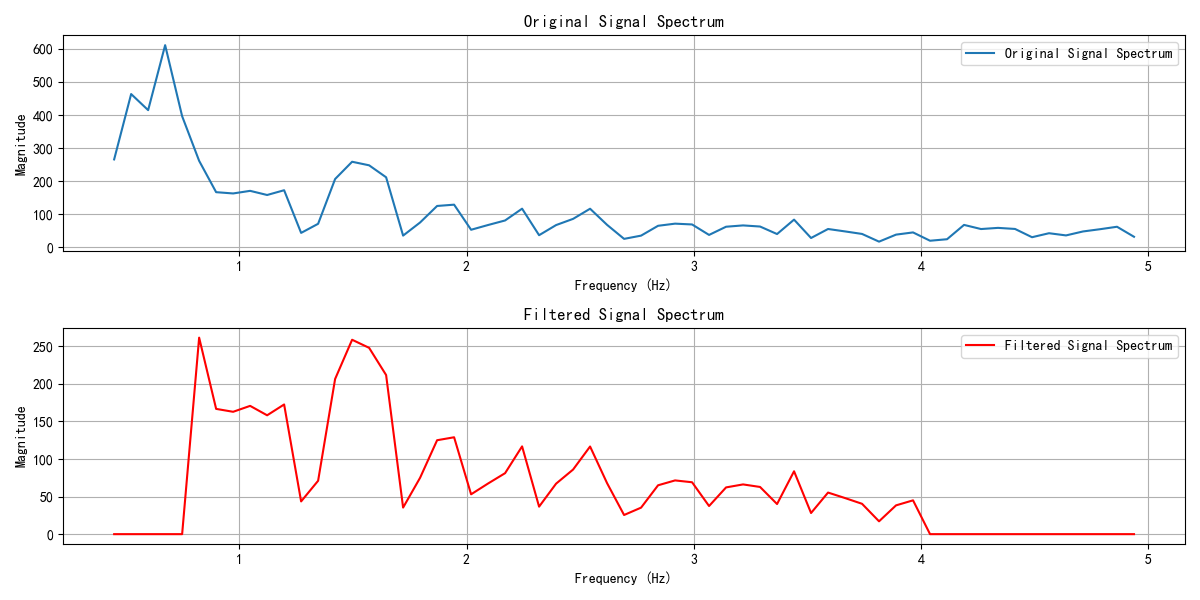 Original Signal Spectrum
Original Signal Spectrum
Magnitude
600
500
400
300
200
100
0
1
2
3
4
5
Frequency (Hz)
Filtered Signal Spectrum
Filtered Signal Spectrum
Magnitude
250
200
150
100
50
0
1
2
3
4
5
Frequency (Hz)